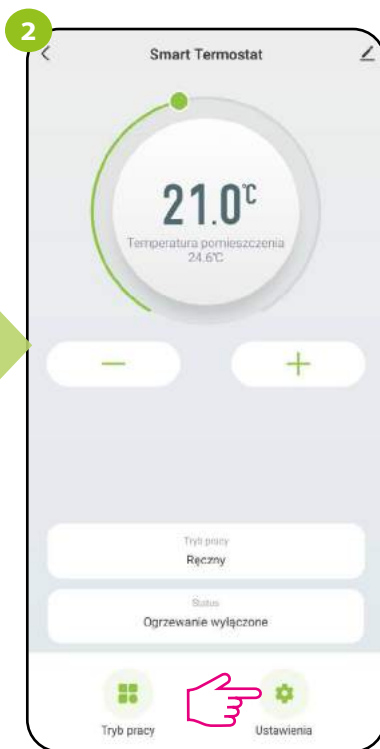 2
Smart Termostat
21.0℃
Temperatura pomieszczenia
24.6℃
Tryb pracy
Ręczny
Status
Ogrzewanie wyłączone
Tryb pracy
Ustawienia